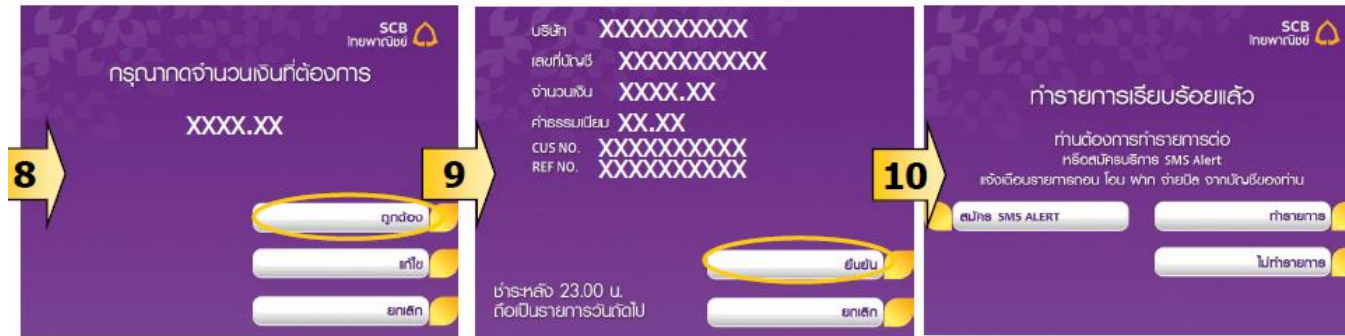 8
SCB
ไทยพาณิชย์
กรุณากดจำนวนเงินที่ต้องการ
XXXX.XX
ถูกต้อง
แก้ไข
ยกเลิก
9
บริษัท XXXXXXXXXX
เลขที่บัญชี XXXXXXXXXX
จำนวนเงิน XXXX.XX
ค่าธรรมเนียม XX.XX
CUS NO. XXXXXXXXXX
REF NO. XXXXXXXXXX
ยืนยัน
ชำระหลัง 23.00 น.
ถือเป็นรายการวันถัดไป
ยกเลิก
10
SCB
ไทยพาณิชย์
ทำรายการเรียบร้อยแล้ว
ท่านต้องการทำรายการต่อ
หรือสมัครบริการ SMS Alert
แจ้งเตือนรายการถอน โอน ฝาก จ่ายบิล จากบัญชีของท่าน
สมัคร SMS ALERT
ทำรายการ
ไม่ทำรายการ